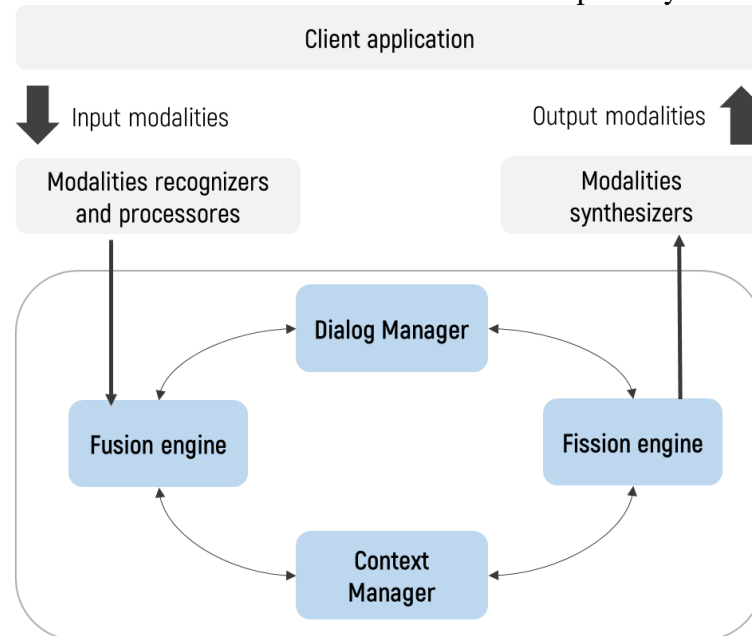 Client application
Input modalities
Output modalities
Modalities recognizers
and processores
Modalities
synthesizers
Dialog Manager
Fusion engine
Fission engine
Context
Manager